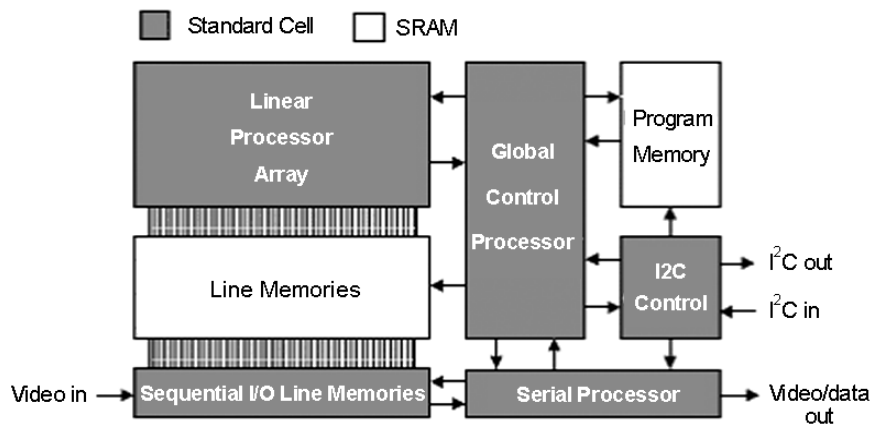 Standard Cell
SRAM
Linear
Processor
Array
Global
Control
Processor
Program
Memory
Line Memories
I2C
Control
I²C out
I²C in
Video in
Sequential I/O Line Memories
Serial Processor
Video/data
out